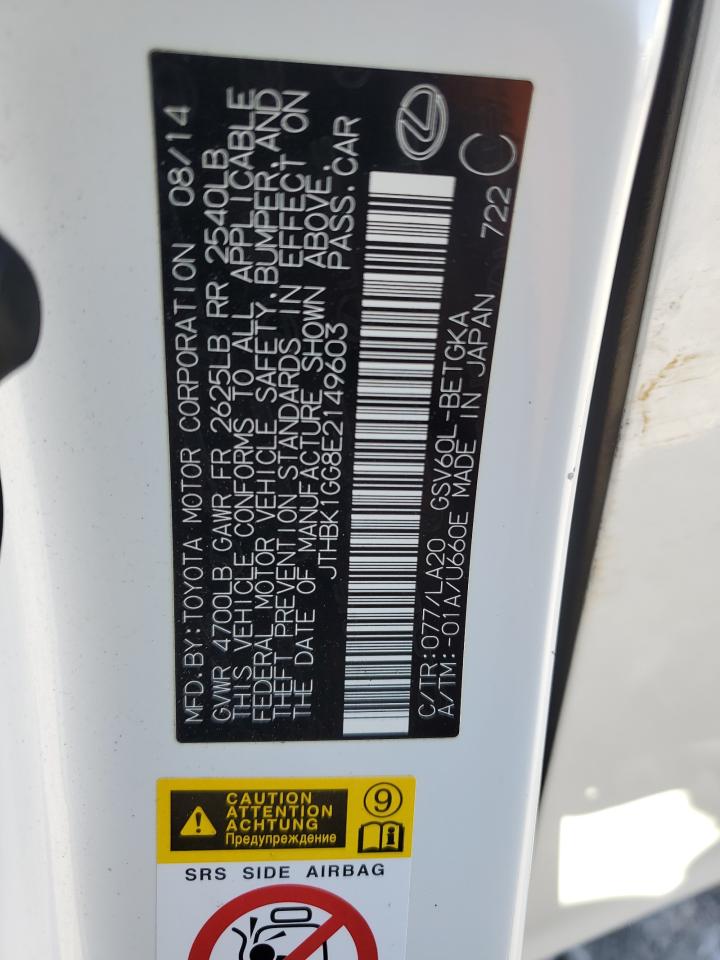 MFD.BY:TOYOTA MOTOR CORPORATION 08/14
GVWR 4700LB GAWR FR 2625LB RR 2540LB
THIS VEHICLE CONFORMS TO ALL APPLICABLE
FEDERAL MOTOR VEHICLE SAFETY,BUMPER,AND
THEFT PREVENTION STANDARDS IN EFFECT ON
THE DATE OF MANUFACTURE SHOWN ABOVE.
JTHBK1GG8E2149603 PASS.CAR
C/TR:077/LA20 GSV60L-BETGKA
A/TM:-01A/U660E MADE IN JAPAN 722 C
CAUTION
ATTENTION
ACHTUNG
Предупреждение
9
SRS SIDE AIRBAG